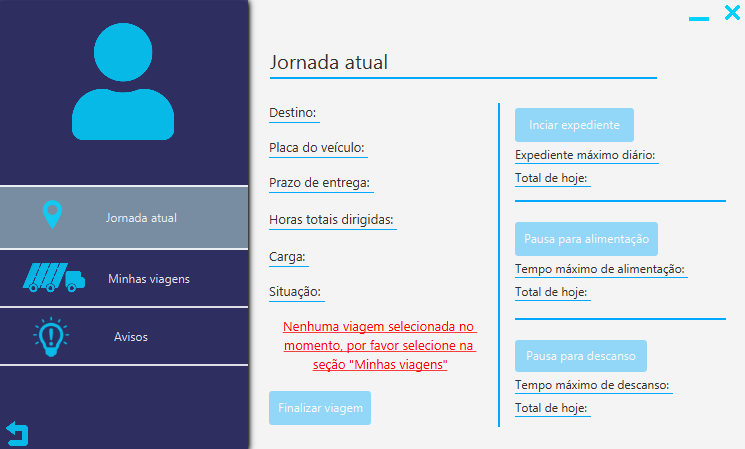 Jornada atual
Minhas viagens
Avisos
Jornada atual
Destino:
Placa do veículo:
Prazo de entrega:
Horas totais dirigidas:
Carga:
Situação:
Nenhuma viagem selecionada no
momento, por favor selecione na
seção "Minhas viagens"
Finalizar viagem
Inciar expediente
Expediente máximo diário:
Total de hoje:
Pausa para alimentação
Tempo máximo de alimentação:
Total de hoje:
Pausa para descanso
Tempo máximo de descanso:
Total de hoje: